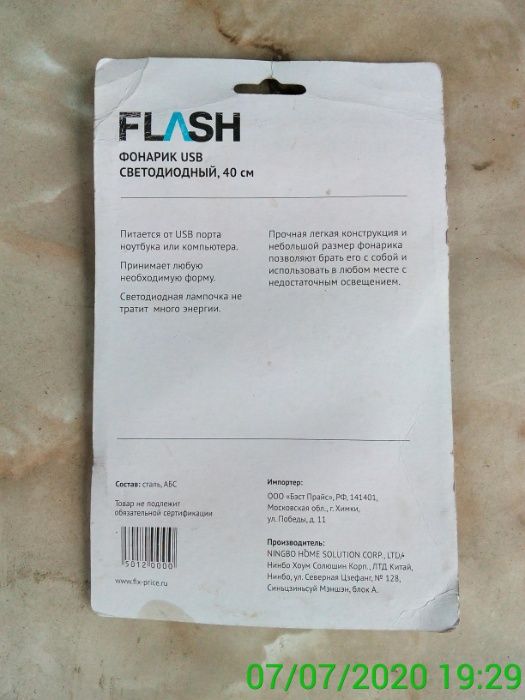 FLASH
ФОНАРИК USB
СВЕТОДИОДНЫЙ, 40 см
Питается от USB порта
ноутбука или компьютера.
Принимает любую
необходимую форму.
Светодиодная лампочка не
тратит много энергии.
Прочная легкая конструкция и
небольшой размер фонарика
позволяют брать его с собой и
использовать в любом месте с
недостаточным освещением.
Состав: сталь, АБС
Товар не подлежит
обязательной сертификации
5012 0000
www.fix-price.ru
Импортер:
ООО «Бэст Прайс», РФ, 141401,
Московская обл., г. Химки,
ул. Победы, д. 11
Производитель:
NINGBO HOME SOLUTION CORP., LTD/
Нинбо Хоум Солюшин Корп., ЛТД Китай,
Нинбо, ул. Северная Цзефанг, № 128,
Синьцзиньсуй Мэншэн, блок А.
07/07/2020 19:29